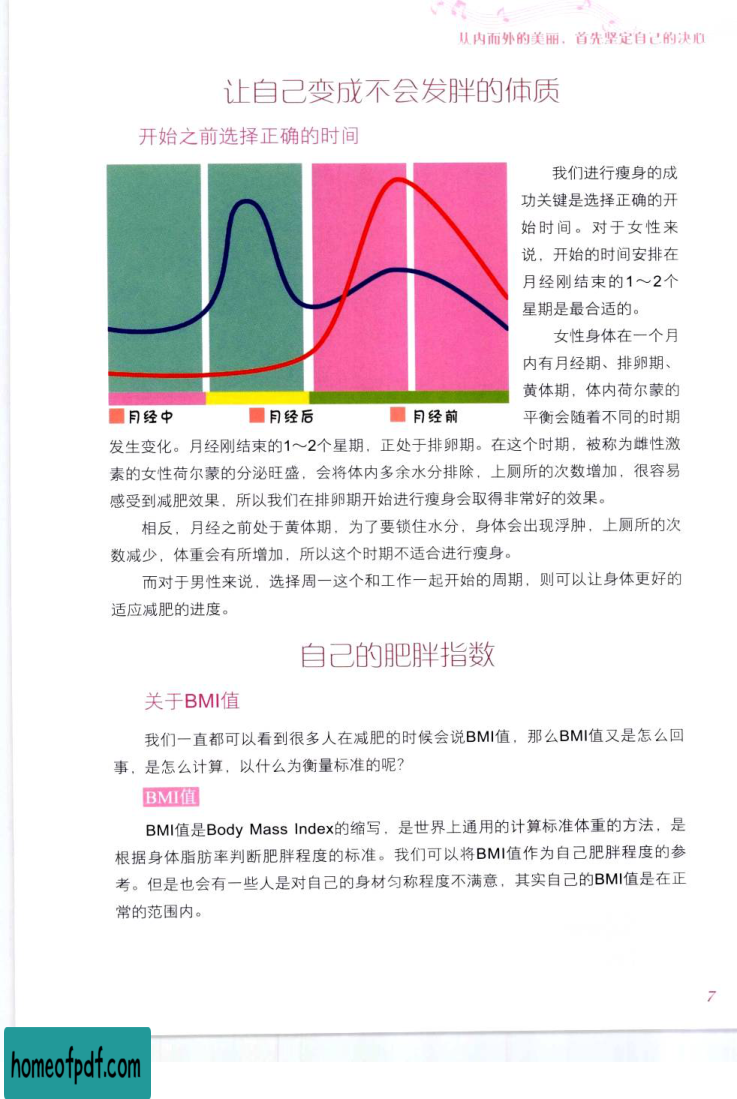 从内而外的美丽，首先坚定自己的决心
让自己变成不会发胖的体质
开始之前选择正确的时间
我们进行瘦身的成
功关键是选择正确的开
始时间。对于女性来
说，开始的时间安排在
月经刚结束的1～2个
星期是最合适的。
女性身体在一个月
内有月经期、排卵期、
黄体期，体内荷尔蒙的
平衡会随着不同的时期
月经中
月经后
月经前
发生变化。月经刚结束的1～2个星期，正处于排卵期。在这个时期，被称为雌性激
素的女性荷尔蒙的分泌旺盛，会将体内多余水分排除，上厕所的次数增加，很容易
感受到减肥效果，所以我们在排卵期开始进行瘦身会取得非常好的效果。
相反，月经之前处于黄体期，为了要锁住水分，身体会出现浮肿，上厕所的次
数减少，体重会有所增加，所以这个时期不适合进行瘦身。
而对于男性来说，选择周一这个和工作一起开始的周期，则可以让身体更好的
适应减肥的进度。
自己的肥胖指数
关于BMI值
我们一直都可以看到很多人在减肥的时候会说BMI值，那么BMI值又是怎么回
事，是怎么计算，以什么为衡量标准的呢？
BMI值
BMI值是Body Mass Index的缩写，是世界上通用的计算标准体重的方法，是
根据身体脂肪率判断肥胖程度的标准。我们可以将BMI值作为自己肥胖程度的参
考。但是也会有一些人是对自己的身材匀称程度不满意，其实自己的BMI值是在正
常的范围内。
7
homeofpdf.com